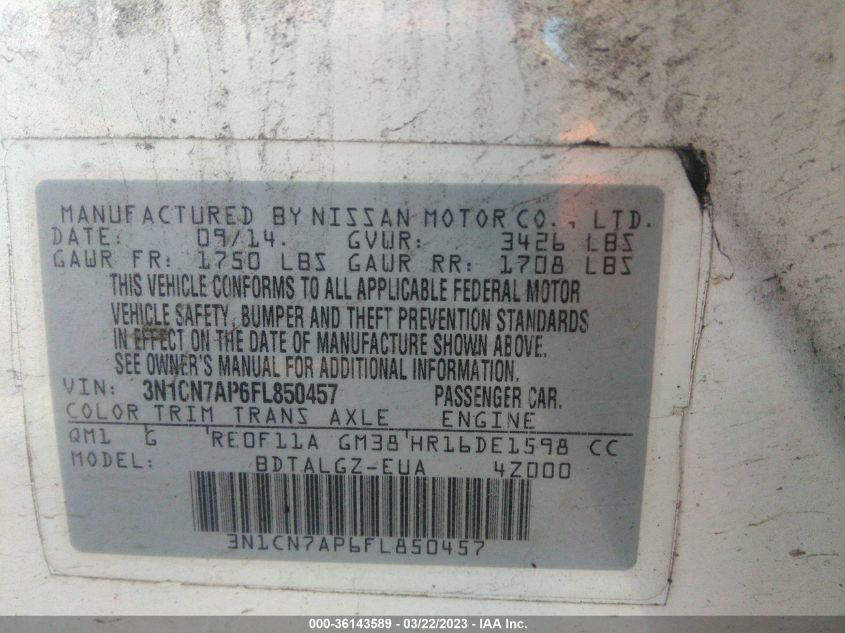 MANUFACTURED BY NISSAN MOTOR CO., LTD.
DATE: 09/14. GVWR: 3426 LBS
GAWR FR: 1750 LBS GAWR RR: 1708 LBS
THIS VEHICLE CONFORMS TO ALL APPLICABLE FEDERAL MOTOR
VEHICLE SAFETY, BUMPER AND THEFT PREVENTION STANDARDS
IN EFFECT ON THE DATE OF MANUFACTURE SHOWN ABOVE.
SEE OWNER'S MANUAL FOR ADDITIONAL INFORMATION.
VIN: 3N1CN7AP6FL850457 PASSENGER CAR.
COLOR TRIM TRANS AXLE ENGINE
QM1 G RE0F11A GM38 HR16DE1598 CC
MODEL: BDTALGZ-EUA 4Z000
3N1CN7AP6FL850457
000-36143589 - 03/22/2023 - IAA Inc.